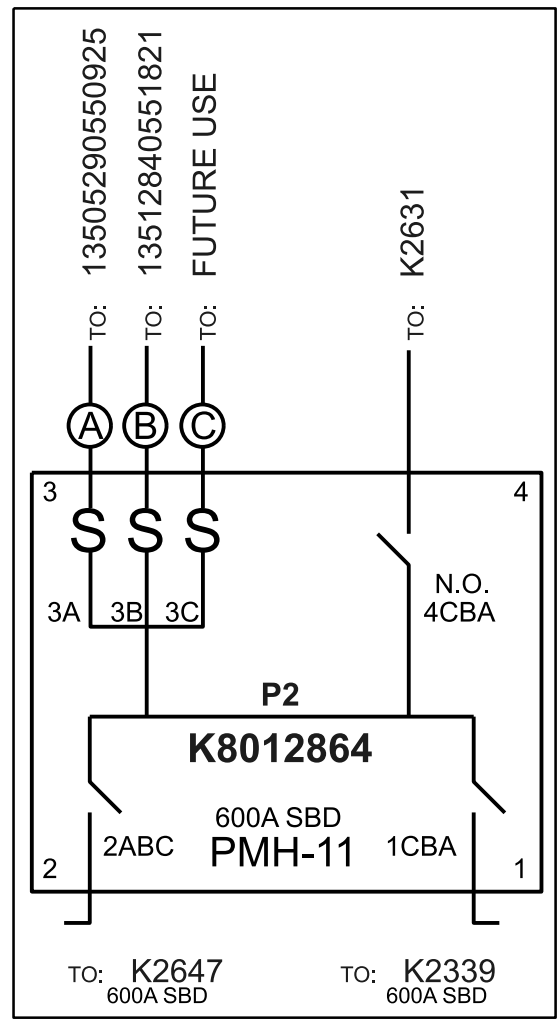 TO: 13505290550925
TO: 13512840551821
TO: FUTURE USE
TO: K2631
A B C
3 4
S S S
3A 3B 3C
N.O.
4CBA
P2
K8012864
600A SBD
2ABC PMH-11 1CBA
2 1
TO: K2647
600A SBD
TO: K2339
600A SBD